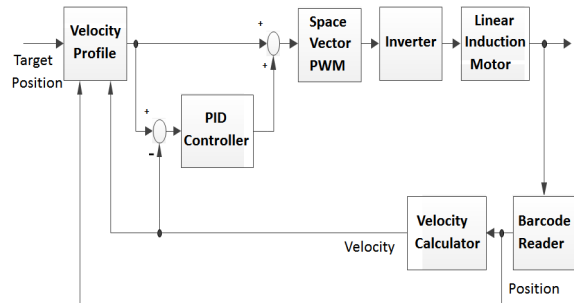 Velocity
Profile
Target
Position
+
+
Space
Vector
PWM
Inverter
Linear
Induction
Motor
+
-
PID
Controller
Velocity
Calculator
Barcode
Reader
Velocity
Position